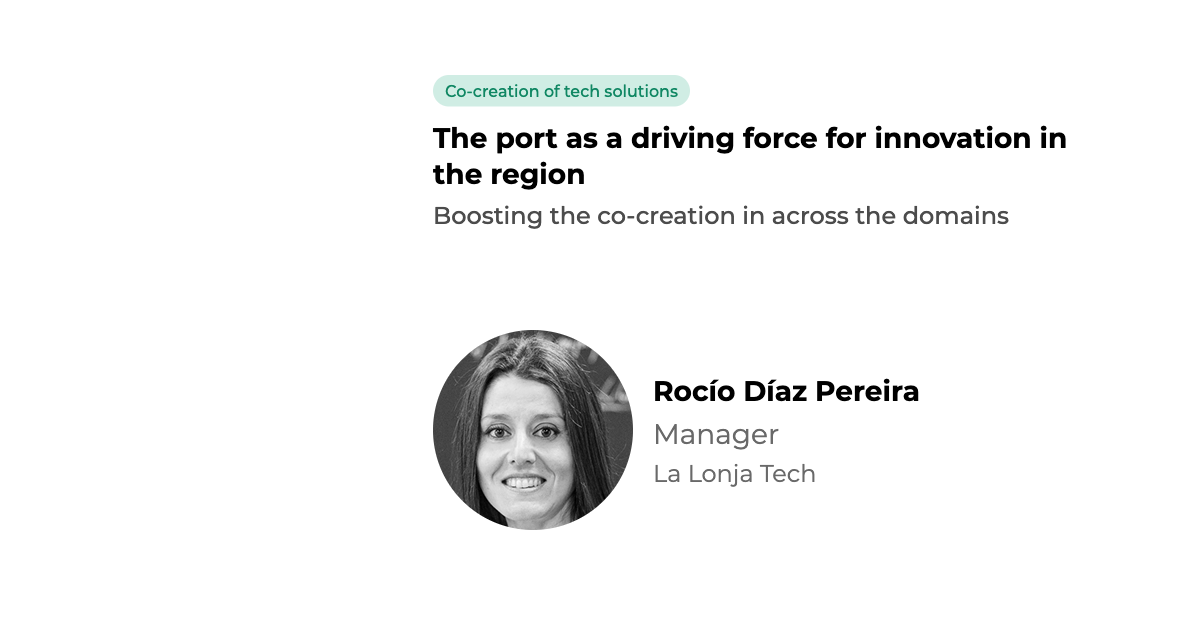 Co-creation of tech solutions
The port as a driving force for innovation in
the region
Boosting the co-creation in across the domains
Rocío Díaz Pereira
Manager
La Lonja Tech